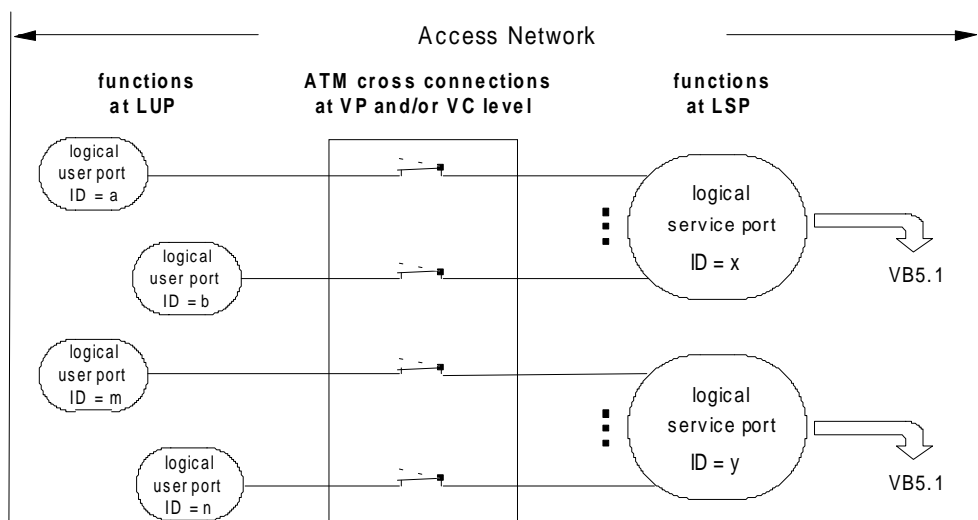 Access Network
functions
at LUP
ATM cross connections
at VP and/or VC level
functions
at LSP
logical
user port
ID = a
logical
service port
ID = x
VB5.1
logical
user port
ID = b
logical
user port
ID = m
logical
service port
ID = y
VB5.1
logical
user port
ID = n